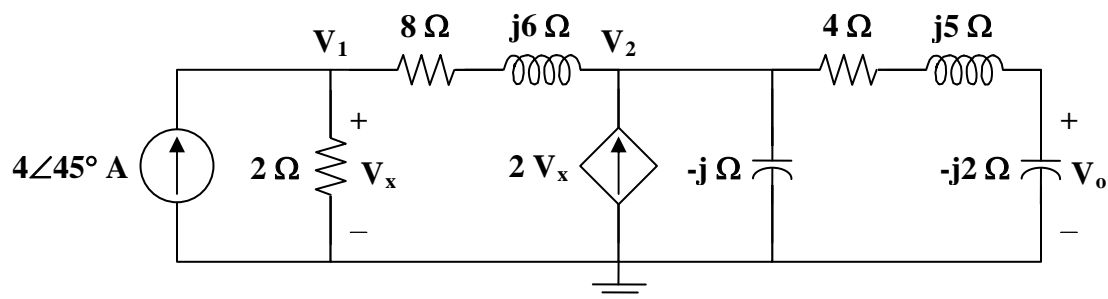 8 Ω
j6 Ω
4 Ω
j5 Ω
V₁
V₂
+
+
4∠45° A
2 Ω
Vₓ
2 Vₓ
-j Ω
-j2 Ω
Vₒ
–
–